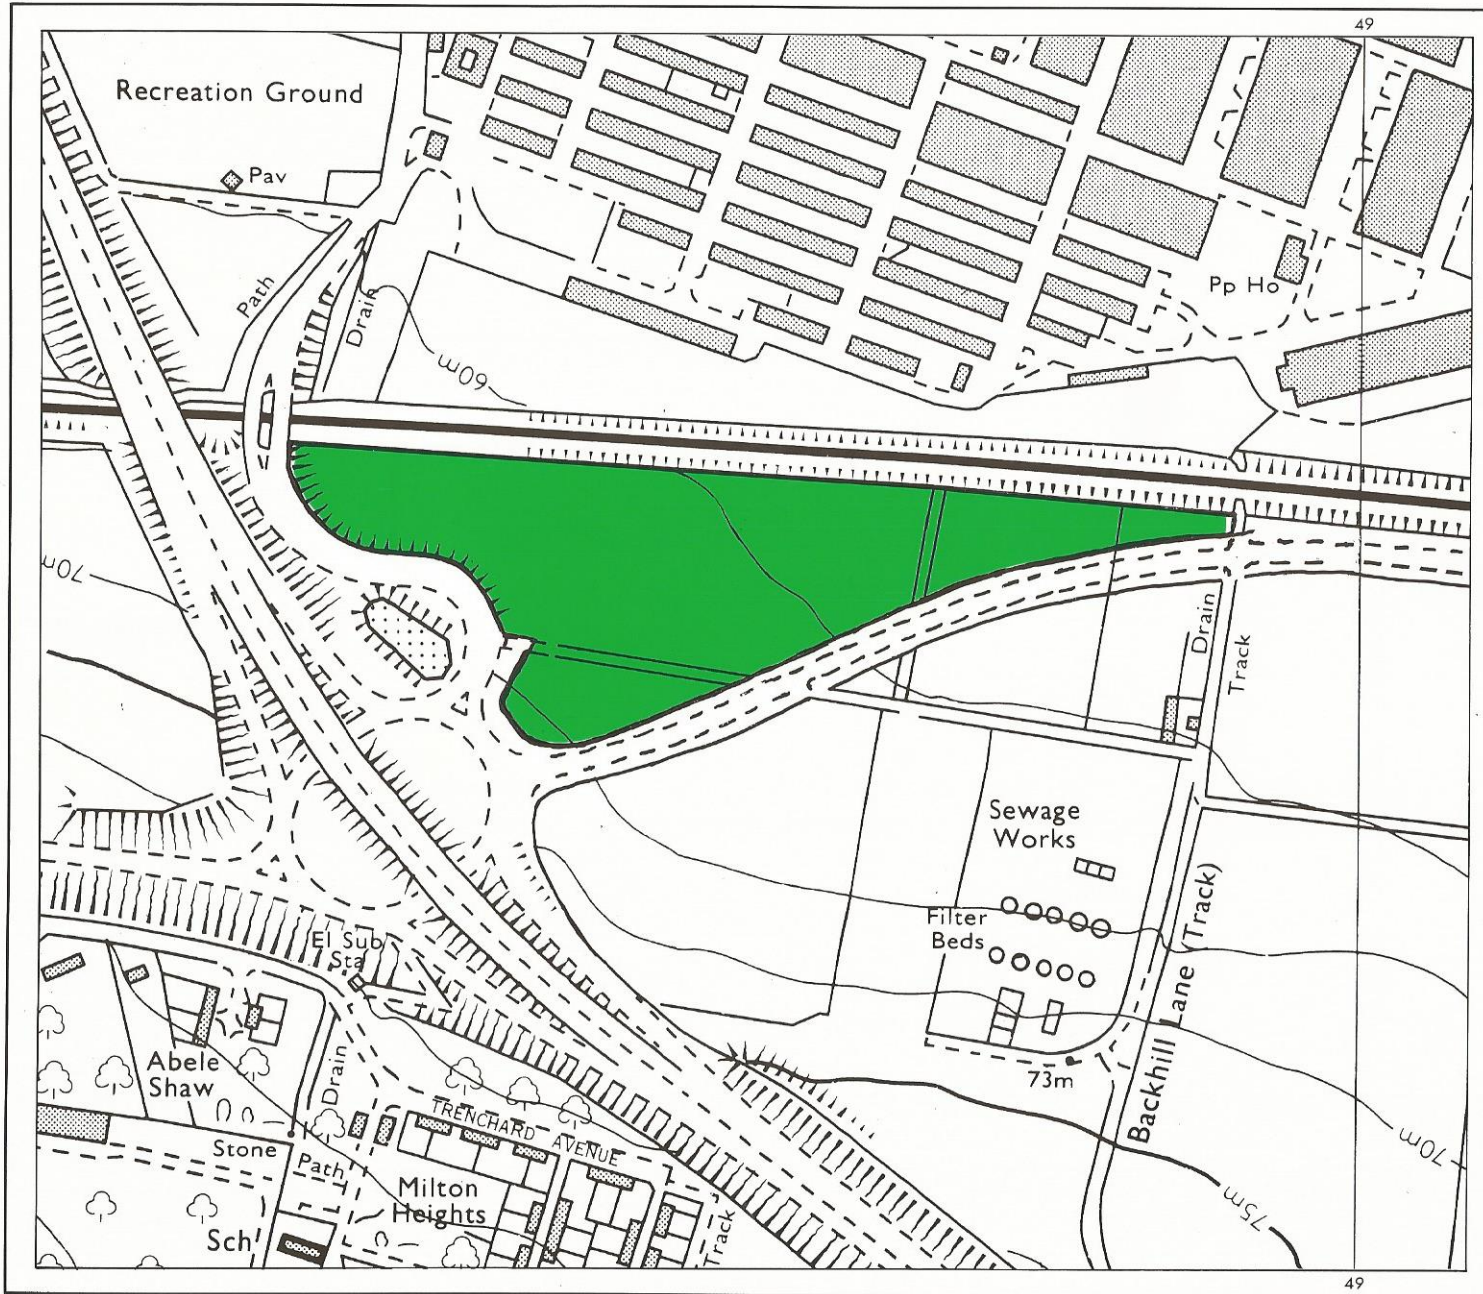 49
Recreation Ground
Pav
Path
Drain
60m
Pp Ho
70m
Drain
Track
Sewage
Works
Filter
Beds
El Sub
Sta
Abele
Shaw
Drain
Stone
Path
TRENCHARD AVENUE
Milton
Heights
Sch
Track
73m
Backhill Lane (Track)
70m
75m
49